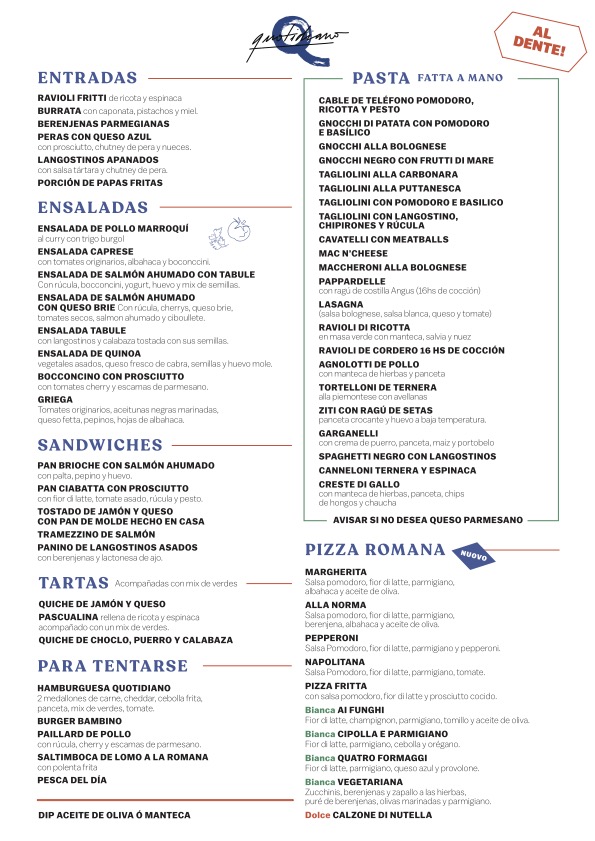 quotidiano
Q
AL
DENTE!
ENTRADAS
RAVIOLI FRITTI de ricota y espinaca
BURRATA con caponata, pistachos y miel.
BERENJENAS PARMEGIANAS
PERAS CON QUESO AZUL
con prosciutto, chutney de pera y nueces.
LANGOSTINOS APANADOS
con salsa tártara y chutney de pera.
PORCIÓN DE PAPAS FRITAS
ENSALADAS
ENSALADA DE POLLO MARROQUÍ
al curry con trigo burgol
ENSALADA CAPRESE
con tomates originarios, albahaca y boconccini.
ENSALADA DE SALMÓN AHUMADO CON TABULE
Con rúcula, bocconcini, yogurt, huevo y mix de semillas.
ENSALADA DE SALMÓN AHUMADO
CON QUESO BRIE Con rúcula, cherrys, queso brie,
tomates secos, salmon ahumado y ciboullete.
ENSALADA TABULE
con langostinos y calabaza tostada con sus semillas.
ENSALADA DE QUINOA
vegetales asados, queso fresco de cabra, semillas y huevo mole.
BOCCONCINO CON PROSCIUTTO
con tomates cherry y escamas de parmesano.
GRIEGA
Tomates originarios, aceitunas negras marinadas,
queso fetta, pepinos, hojas de albahaca.
SANDWICHES
PAN BRIOCHE CON SALMÓN AHUMADO
con palta, pepino y huevo.
PAN CIABATTA CON PROSCIUTTO
con fior di latte, tomate asado, rúcula y pesto.
TOSTADO DE JAMÓN Y QUESO
CON PAN DE MOLDE HECHO EN CASA
TRAMEZZINO DE SALMÓN
PANINO DE LANGOSTINOS ASADOS
con berenjenas y lactonesa de ajo.
TARTAS Acompañadas con mix de verdes
QUICHE DE JAMÓN Y QUESO
PASCUALINA rellena de ricota y espinaca
acompañado con un mix de verdes.
QUICHE DE CHOCLO, PUERRO Y CALABAZA
PARA TENTARSE
HAMBURGUESA QUOTIDIANO
2 medallones de carne, cheddar, cebolla frita,
panceta, mix de verdes, tomate.
BURGER BAMBINO
PAILLARD DE POLLO
con rúcula, cherry y escamas de parmesano.
SALTIMBOCA DE LOMO A LA ROMANA
con polenta frita
PESCA DEL DÍA
DIP ACEITE DE OLIVA Ó MANTECA
PASTA FATTA A MANO
CABLE DE TELÉFONO POMODORO,
RICOTTA Y PESTO
GNOCCHI DI PATATA CON POMODORO
E BASÍLICO
GNOCCHI ALLA BOLOGNESE
GNOCCHI NEGRO CON FRUTTI DI MARE
TAGLIOLINI ALLA CARBONARA
TAGLIOLINI ALLA PUTTANESCA
TAGLIOLINI CON POMODORO E BASILICO
TAGLIOLINI CON LANGOSTINO,
CHIPIRONES Y RÚCULA
CAVATELLI CON MEATBALLS
MAC N'CHEESE
MACCHERONI ALLA BOLOGNESE
PAPPARDELLE
con ragú de costilla Angus (16hs de cocción)
LASAGNA
(salsa bolognese, salsa blanca, queso y tomate)
RAVIOLI DI RICOTTA
en masa verde con manteca, salvia y nuez
RAVIOLI DE CORDERO 16 HS DE COCCIÓN
AGNOLOTTI DE POLLO
con manteca de hierbas y panceta
TORTELLONI DE TERNERA
alla piemontese con avellanas
ZITI CON RAGÚ DE SETAS
panceta crocante y huevo a baja temperatura.
GARGANELLI
con crema de puerro, panceta, maiz y portobelo
SPAGHETTI NEGRO CON LANGOSTINOS
CANNELONI TERNERA Y ESPINACA
CRESTE DI GALLO
con manteca de hierbas, panceta, chips
de hongos y chaucha
AVISAR SI NO DESEA QUESO PARMESANO
PIZZA ROMANA NUOVO
MARGHERITA
Salsa pomodoro, fior di latte, parmigiano,
albahaca y aceite de oliva.
ALLA NORMA
Salsa pomodoro, fior di latte, parmigiano,
berenjena, albahaca y aceite de oliva.
PEPPERONI
Salsa Pomodoro, fior di latte, parmigiano y pepperoni.
NAPOLITANA
Salsa Pomodoro, fior di latte, parmigiano, tomate.
PIZZA FRITTA
con salsa pomodoro, fior di latte y prosciutto cocido.
Bianca AI FUNGHI
Fior di latte, champignon, parmigiano, tomillo y aceite de oliva.
Bianca CIPOLLA E PARMIGIANO
Fior di latte, parmigiano, cebolla y orégano.
Bianca QUATRO FORMAGGI
Fior di latte, parmigiano, queso azul y provolone.
Bianca VEGETARIANA
Zucchinis, berenjenas y zapallo a las hierbas,
puré de berenjenas, olivas marinadas y parmigiano.
Dolce CALZONE DI NUTELLA